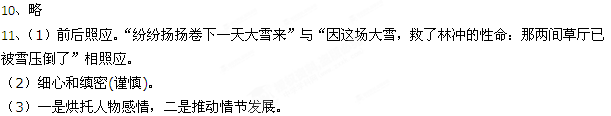 10、略
11、（1）前后照应。“纷纷扬扬卷下一天大雪来”与“因这场大雪，救了林冲的性命：那两间草厅已
被雪压倒了”相照应。
（2）细心和缜密(谨慎)。
（3）一是烘托人物感情，二是推动情节发展。